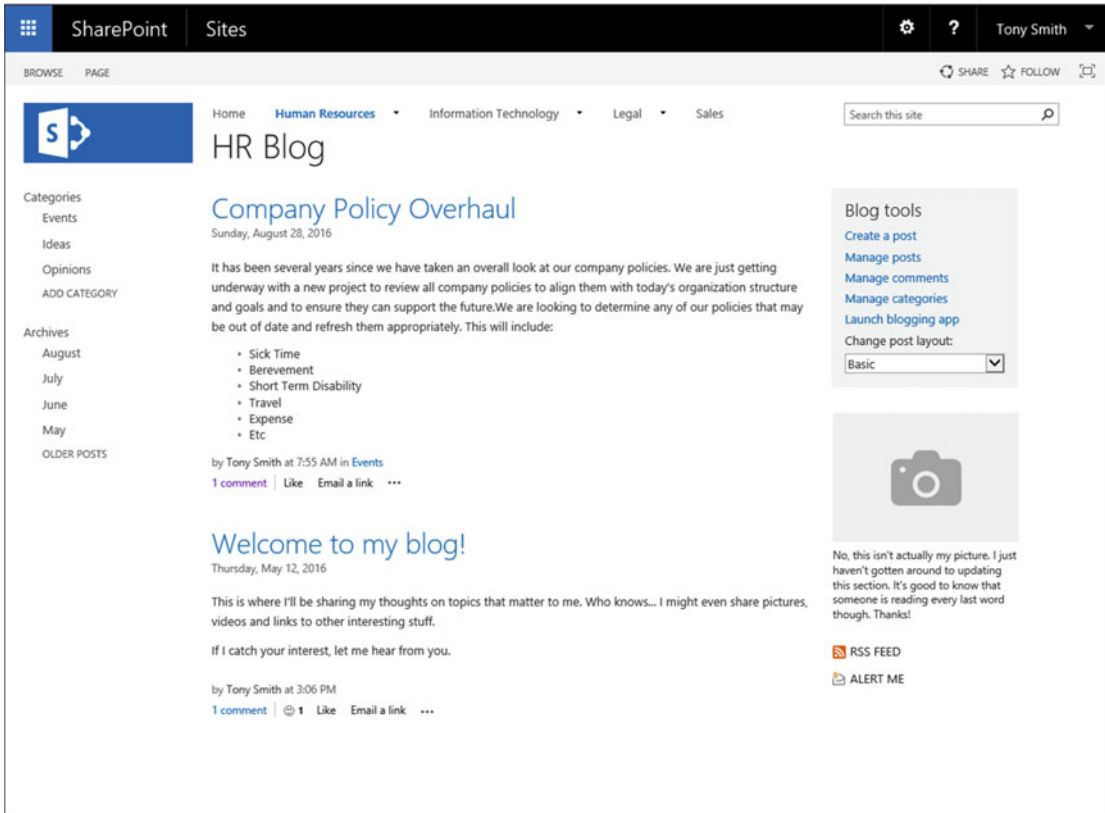 SharePoint Sites ? Tony Smith
BROWSE PAGE SHARE FOLLOW
S
Home Human Resources Information Technology Legal Sales
Search this site
HR Blog
Categories
Events
Ideas
Opinions
ADD CATEGORY
Archives
August
July
June
May
OLDER POSTS
Company Policy Overhaul
Sunday, August 28, 2016
It has been several years since we have taken an overall look at our company policies. We are just getting
underway with a new project to review all company policies to align them with today's organization structure
and goals and to ensure they can support the future.We are looking to determine any of our policies that may
be out of date and refresh them appropriately. This will include:
• Sick Time
• Berevement
• Short Term Disability
• Travel
• Expense
• Etc
by Tony Smith at 7:55 AM in Events
1 comment Like Email a link •••
Welcome to my blog!
Thursday, May 12, 2016
This is where I'll be sharing my thoughts on topics that matter to me. Who knows... I might even share pictures,
videos and links to other interesting stuff.
If I catch your interest, let me hear from you.
by Tony Smith at 3:06 PM
1 comment 1 Like Email a link •••
Blog tools
Create a post
Manage posts
Manage comments
Manage categories
Launch blogging app
Change post layout:
Basic
No, this isn't actually my picture. I just
haven't gotten around to updating
this section. It's good to know that
someone is reading every last word
though. Thanks!
RSS FEED
ALERT ME